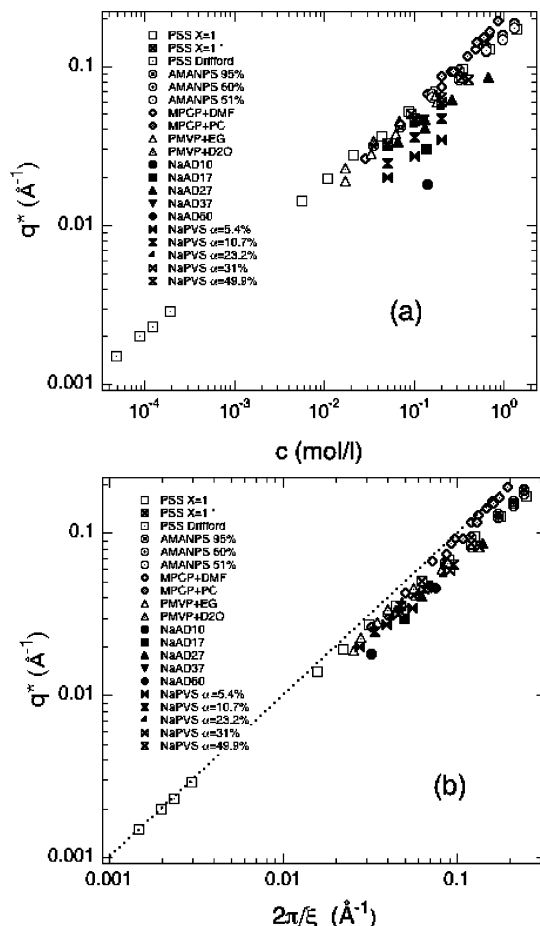 0.1
0.01
0.001
q* (Å⁻¹)
PSS X=1
PSS X=1 *
PSS Drifford
AMANPS 95%
AMANPS 60%
AMANPS 51%
MPCP+DMF
MPCP+PC
PMVP+EG
PMVP+D2O
NaAD10
NaAD17
NaAD27
NaAD37
NaAD60
NaPVS α=5.4%
NaPVS α=10.7%
NaPVS α=23.2%
NaPVS α=31%
NaPVS α=49.9%
(a)
10⁻⁴ 10⁻³ 10⁻² 10⁻¹ 10⁰
c (mol/l)
0.1
0.01
0.001
q* (Å⁻¹)
PSS X=1
PSS X=1 *
PSS Drifford
AMANPS 95%
AMANPS 60%
AMANPS 51%
MPCP+DMF
MPCP+PC
PMVP+EG
PMVP+D2O
NaAD10
NaAD17
NaAD27
NaAD37
NaAD60
NaPVS α=5.4%
NaPVS α=10.7%
NaPVS α=23.2%
NaPVS α=31%
NaPVS α=49.9%
(b)
0.001 0.01 0.1
2π/ξ (Å⁻¹)